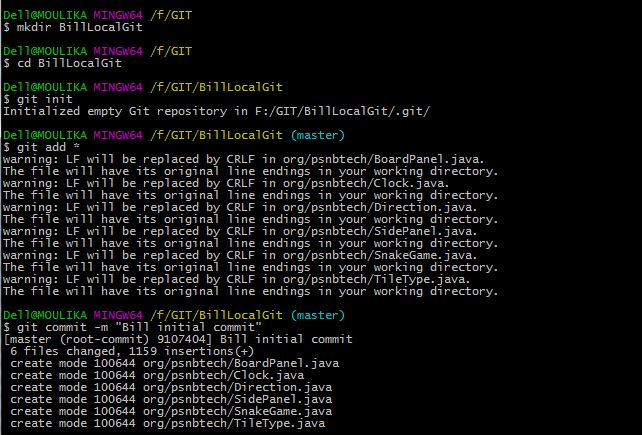 Dell@MOULIKA MINGW64 /f/GIT
$ mkdir BillLocalGit
Dell@MOULIKA MINGW64 /f/GIT
$ cd BillLocalGit
Dell@MOULIKA MINGW64 /f/GIT/BillLocalGit
$ git init
Initialized empty Git repository in F:/GIT/BillLocalGit/.git/
Dell@MOULIKA MINGW64 /f/GIT/BillLocalGit (master)
$ git add *
warning: LF will be replaced by CRLF in org/psnbtech/BoardPanel.java.
The file will have its original line endings in your working directory.
warning: LF will be replaced by CRLF in org/psnbtech/Clock.java.
The file will have its original line endings in your working directory.
warning: LF will be replaced by CRLF in org/psnbtech/Direction.java.
The file will have its original line endings in your working directory.
warning: LF will be replaced by CRLF in org/psnbtech/SidePanel.java.
The file will have its original line endings in your working directory.
warning: LF will be replaced by CRLF in org/psnbtech/SnakeGame.java.
The file will have its original line endings in your working directory.
warning: LF will be replaced by CRLF in org/psnbtech/TileType.java.
The file will have its original line endings in your working directory.
Dell@MOULIKA MINGW64 /f/GIT/BillLocalGit (master)
$ git commit -m "Bill initial commit"
[master (root-commit) 9107404] Bill initial commit
6 files changed, 1159 insertions(+)
create mode 100644 org/psnbtech/BoardPanel.java
create mode 100644 org/psnbtech/Clock.java
create mode 100644 org/psnbtech/Direction.java
create mode 100644 org/psnbtech/SidePanel.java
create mode 100644 org/psnbtech/SnakeGame.java
create mode 100644 org/psnbtech/TileType.java